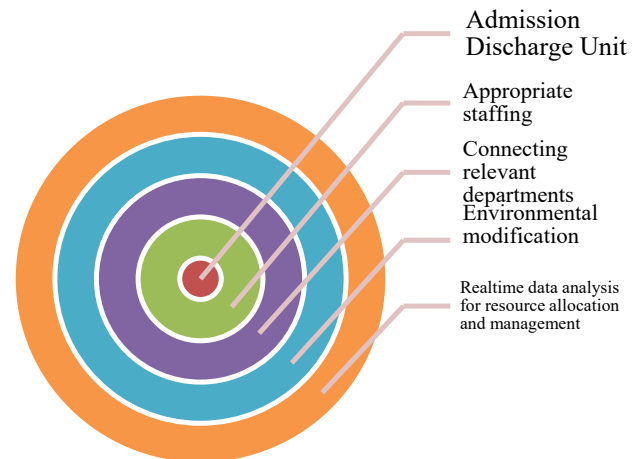 Admission
Discharge Unit
Appropriate
staffing
Connecting
relevant
departments
Environmental
modification
Realtime data analysis
for resource allocation
and management